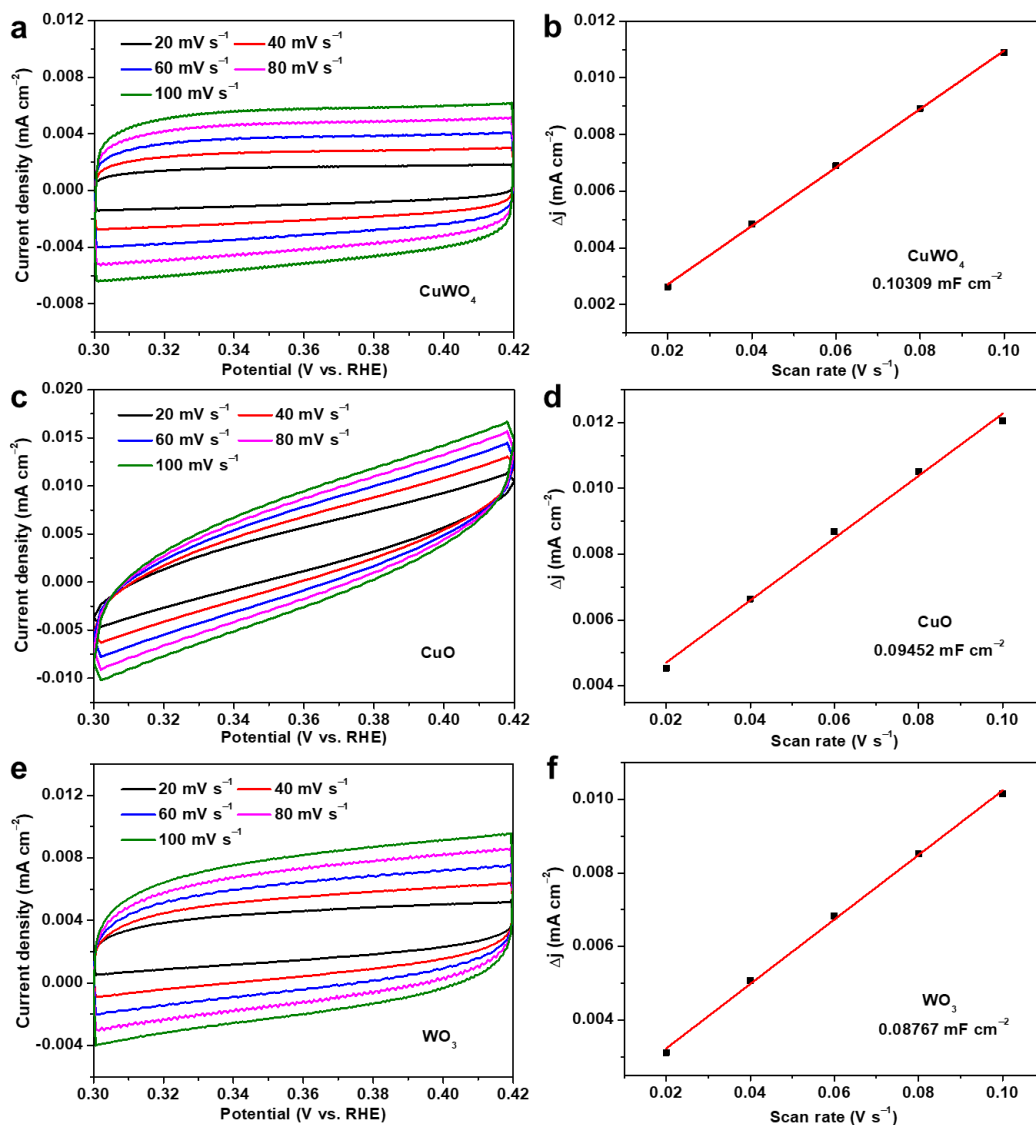 a
20 mV s⁻¹ 40 mV s⁻¹
60 mV s⁻¹ 80 mV s⁻¹
100 mV s⁻¹
0.012
0.008
0.004
0.000
-0.004
-0.008
Current density (mA cm⁻²)
CuWO₄
0.30 0.32 0.34 0.36 0.38 0.40 0.42
Potential (V vs. RHE)
b
0.012
0.010
0.008
0.006
0.004
0.002
Δj (mA cm⁻²)
CuWO₄
0.10309 mF cm⁻²
0.02 0.04 0.06 0.08 0.10
Scan rate (V s⁻¹)
c
20 mV s⁻¹ 40 mV s⁻¹
60 mV s⁻¹ 80 mV s⁻¹
100 mV s⁻¹
0.020
0.015
0.010
0.005
0.000
-0.005
-0.010
Current density (mA cm⁻²)
CuO
0.30 0.32 0.34 0.36 0.38 0.40 0.42
Potential (V vs. RHE)
d
0.012
0.010
0.008
0.006
0.004
Δj (mA cm⁻²)
CuO
0.09452 mF cm⁻²
0.02 0.04 0.06 0.08 0.10
Scan rate (V s⁻¹)
e
20 mV s⁻¹ 40 mV s⁻¹
60 mV s⁻¹ 80 mV s⁻¹
100 mV s⁻¹
0.012
0.008
0.004
0.000
-0.004
Current density (mA cm⁻²)
WO₃
0.30 0.32 0.34 0.36 0.38 0.40 0.42
Potential (V vs. RHE)
f
0.010
0.008
0.006
0.004
Δj (mA cm⁻²)
WO₃
0.08767 mF cm⁻²
0.02 0.04 0.06 0.08 0.10
Scan rate (V s⁻¹)